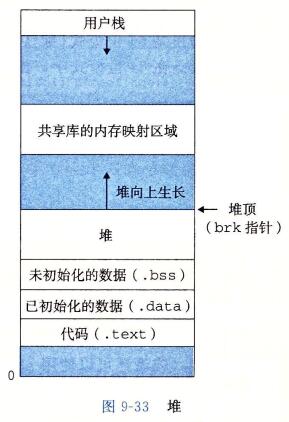 用户栈
共享库的内存映射区域
堆向上生长
堆顶
(brk 指针)
堆
未初始化的数据(.bss)
已初始化的数据(.data)
代码(.text)
0
图 9-33 堆